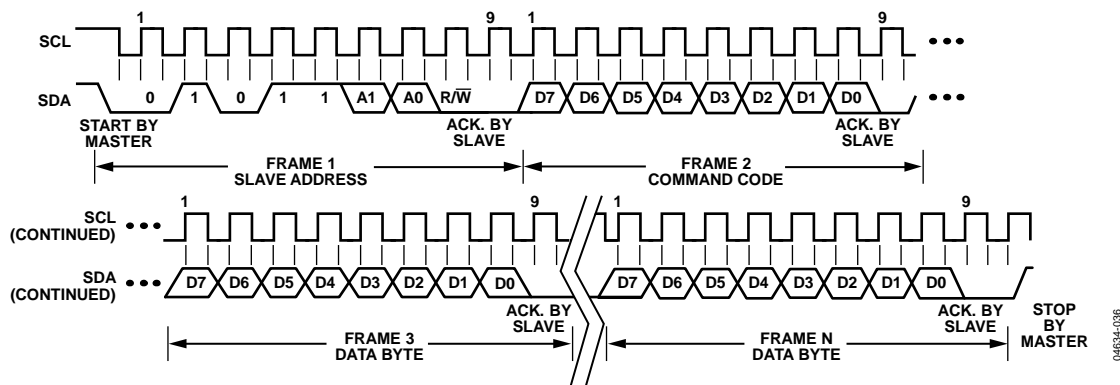 1 9 1 9
SCL
SDA 0 1 0 1 1 A1 A0 R/W̅ D7 D6 D5 D4 D3 D2 D1 D0
START BY MASTER
ACK. BY SLAVE
ACK. BY SLAVE
FRAME 1
SLAVE ADDRESS
FRAME 2
COMMAND CODE
1 9 1 9
SCL
(CONTINUED)
SDA
(CONTINUED)
D7 D6 D5 D4 D3 D2 D1 D0 D7 D6 D5 D4 D3 D2 D1 D0
ACK. BY
SLAVE
ACK. BY
SLAVE
STOP
BY
MASTER
FRAME 3
DATA BYTE
FRAME N
DATA BYTE
04634-036